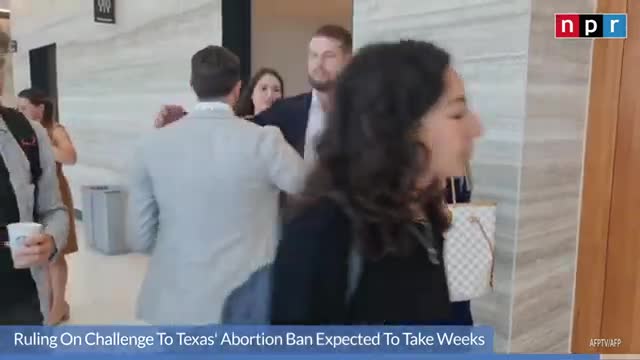 npr
Ruling On Challenge To Texas' Abortion Ban Expected To Take Weeks
AFPTV/AFP